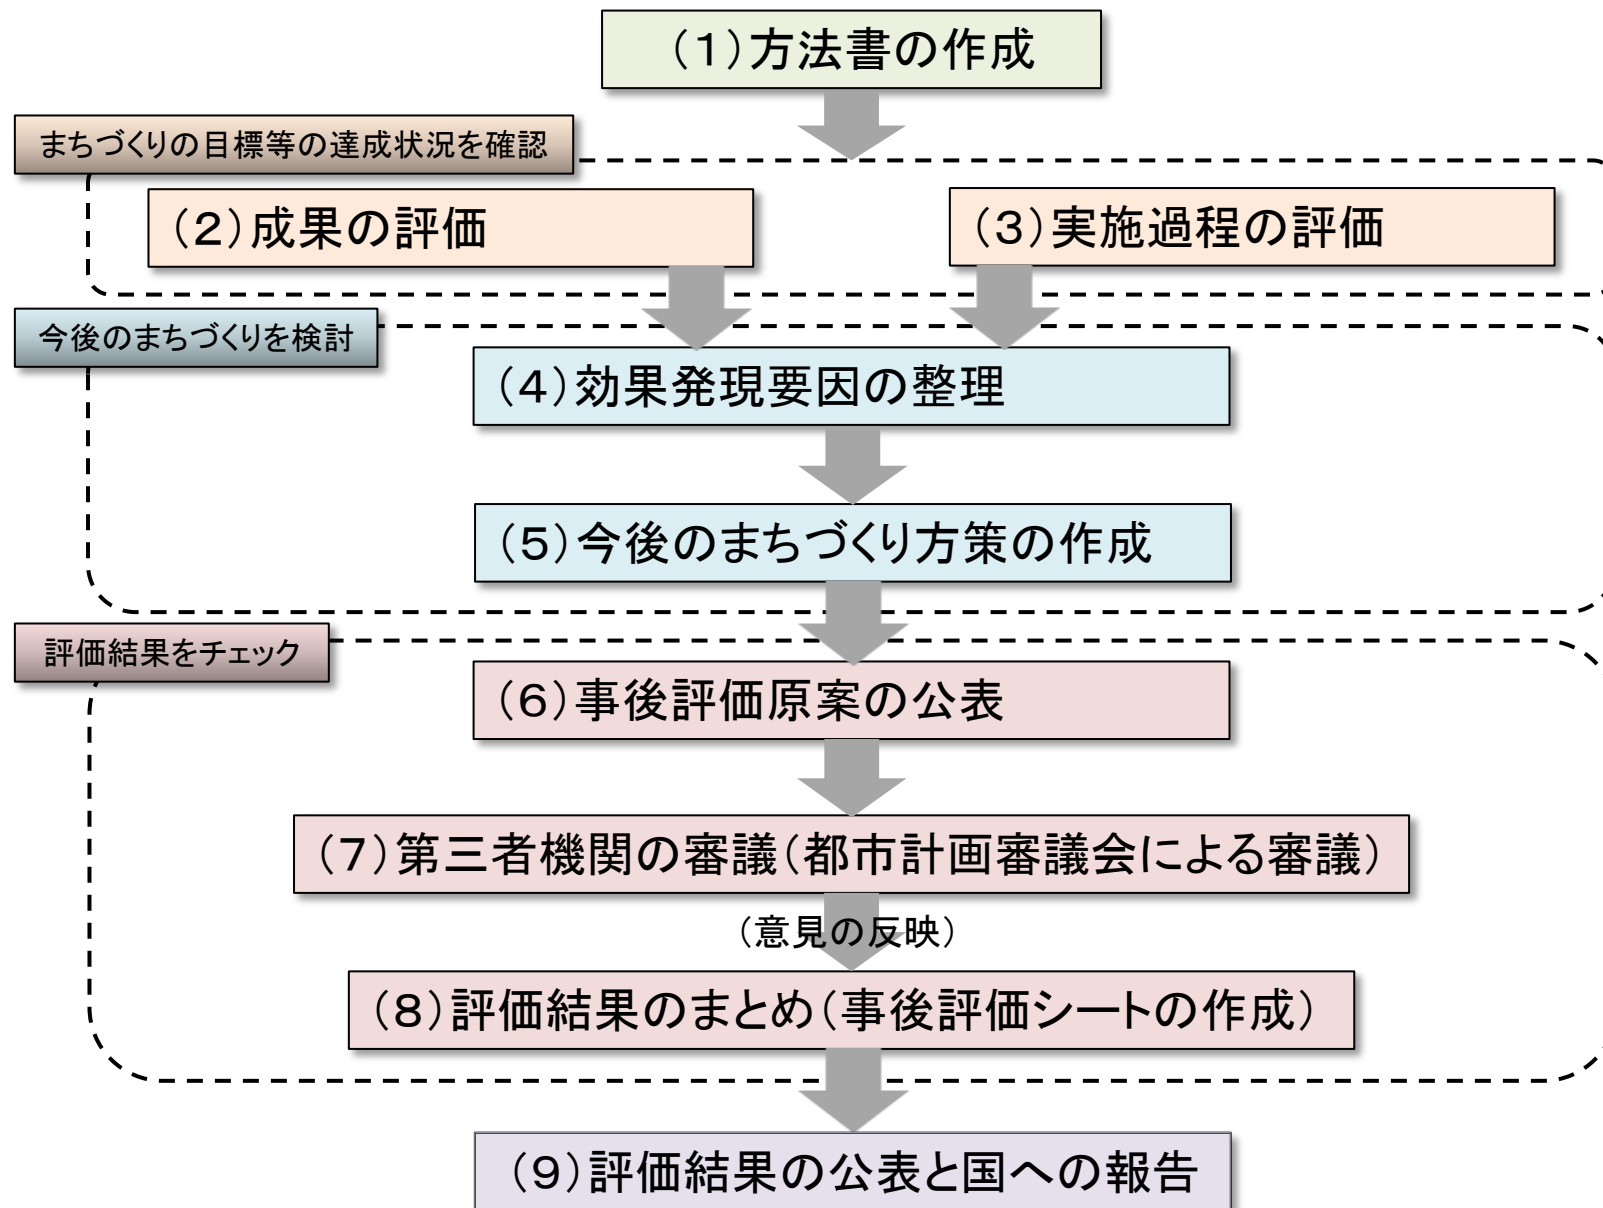 (1)方法書の作成
まちづくりの目標等の達成状況を確認
(2)成果の評価
(3)実施過程の評価
今後のまちづくりを検討
(4)効果発現要因の整理
(5)今後のまちづくり方策の作成
評価結果をチェック
(6)事後評価原案の公表
(7)第三者機関の審議(都市計画審議会による審議)
(意見の反映)
(8)評価結果のまとめ(事後評価シートの作成)
(9)評価結果の公表と国への報告